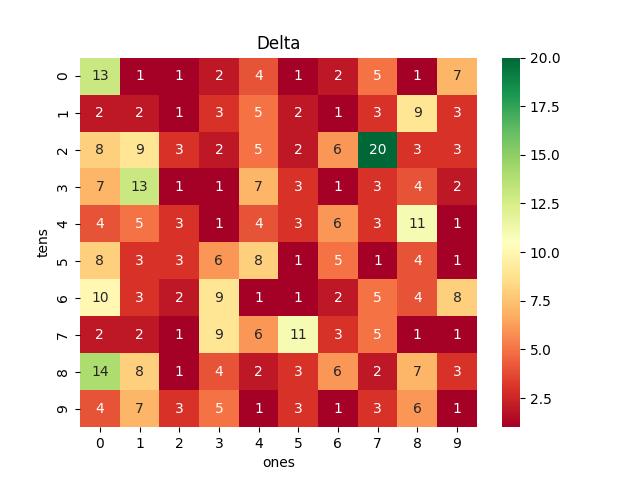 Delta
0 13 1 1 2 4 1 2 5 1 7
1 2 2 1 3 5 2 1 3 9 3
2 8 9 3 2 5 2 6 20 3 3
3 7 13 1 1 7 3 1 3 4 2
4 4 5 3 1 4 3 6 3 11 1
5 8 3 3 6 8 1 5 1 4 1
6 10 3 2 9 1 1 2 5 4 8
7 2 2 1 9 6 11 3 5 1 1
8 14 8 1 4 2 3 6 2 7 3
9 4 7 3 5 1 3 1 3 6 1
0 1 2 3 4 5 6 7 8 9
ones
tens
20.0
17.5
15.0
12.5
10.0
7.5
5.0
2.5